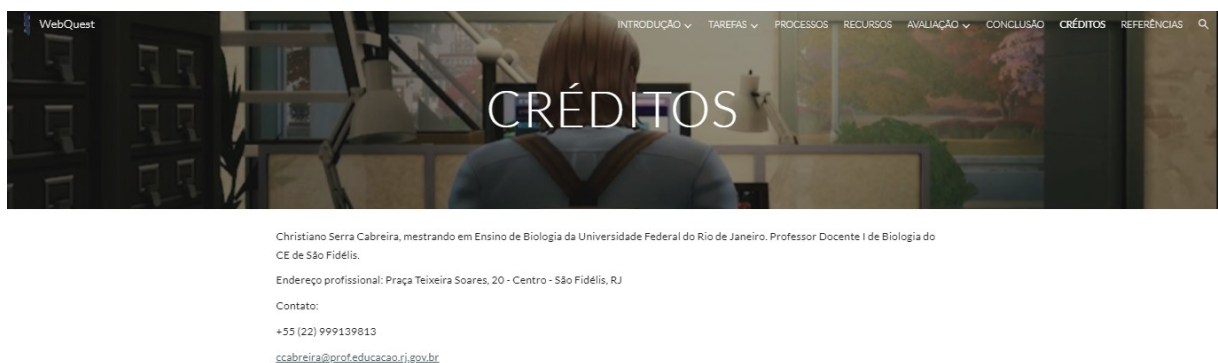 WebQuest
INTRODUÇÃO TAREFAS PROCESSOS RECURSOS AVALIAÇÃO CONCLUSÃO CRÉDITOS REFERÊNCIAS
CRÉDITOS
Christiano Serra Cabreira, mestrando em Ensino de Biologia da Universidade Federal do Rio de Janeiro. Professor Docente I de Biologia do
CE de São Fidélis.
Endereço profissional: Praça Teixeira Soares, 20 - Centro - São Fidélis, RJ
Contato:
+55 (22) 999139813
ccabreira@prof.educacao.rj.gov.br